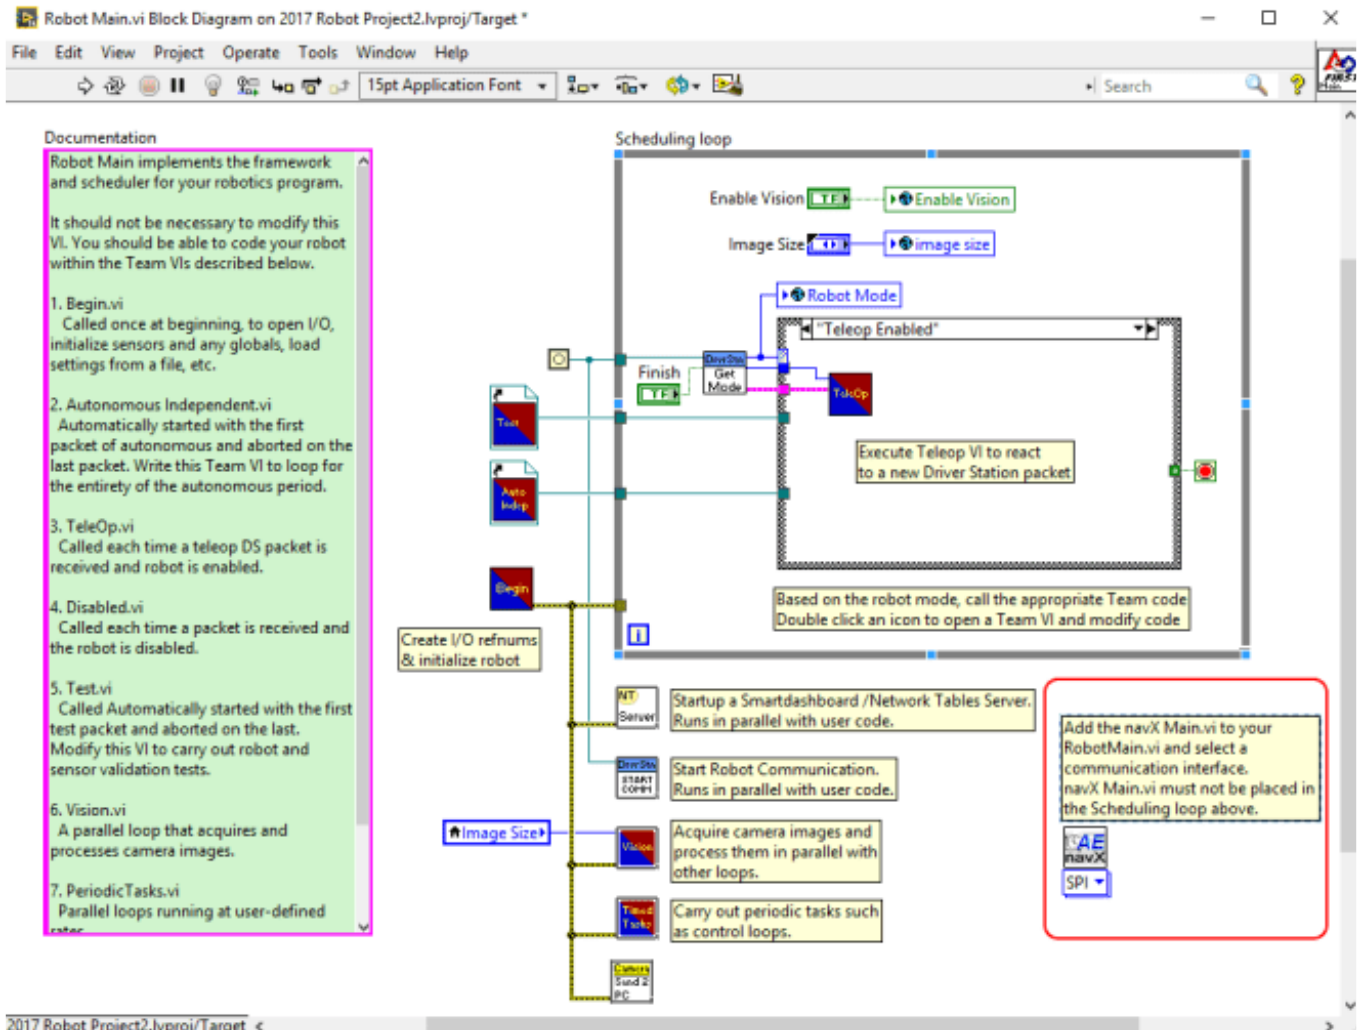 Robot Main.vi Block Diagram on 2017 Robot Project2.lvproj/Target *
File Edit View Project Operate Tools Window Help
15pt Application Font
Search
FIRST
Main
Documentation
Robot Main implements the framework
and scheduler for your robotics program.
It should not be necessary to modify this
VI. You should be able to code your robot
within the Team VIs described below.
1. Begin.vi
Called once at beginning, to open I/O,
initialize sensors and any globals, load
settings from a file, etc.
2. Autonomous Independent.vi
Automatically started with the first
packet of autonomous and aborted on the
last packet. Write this Team VI to loop for
the entirety of the autonomous period.
3. TeleOp.vi
Called each time a teleop DS packet is
received and robot is enabled.
4. Disabled.vi
Called each time a packet is received and
the robot is disabled.
5. Test.vi
Called Automatically started with the first
test packet and aborted on the last.
Modify this VI to carry out robot and
sensor validation tests.
6. Vision.vi
A parallel loop that acquires and
processes camera images.
7. PeriodicTasks.vi
Parallel loops running at user-defined
rates
Scheduling loop
Enable Vision
TF
Enable Vision
Image Size
image size
Robot Mode
"Teleop Enabled"
Finish
TF
DriverSta
Get
Mode
TeleOp
Execute Teleop VI to react
to a new Driver Station packet
Test
Auto
Indep
Begin
Create I/O refnums
& initialize robot
Based on the robot mode, call the appropriate Team code
Double click an icon to open a Team VI and modify code
i
NT
Server
Startup a Smartdashboard /Network Tables Server.
Runs in parallel with user code.
DriverSta
START
COMM
Start Robot Communication.
Runs in parallel with user code.
Image Size
Vision
Acquire camera images and
process them in parallel with
other loops.
Timed
Tasks
Carry out periodic tasks such
as control loops.
Camera
Send 2
PC
Add the navX Main.vi to your
RobotMain.vi and select a
communication interface.
navX Main.vi must not be placed in
the Scheduling loop above.
AE
navX
SPI
2017 Robot Project2.lvproj/Target